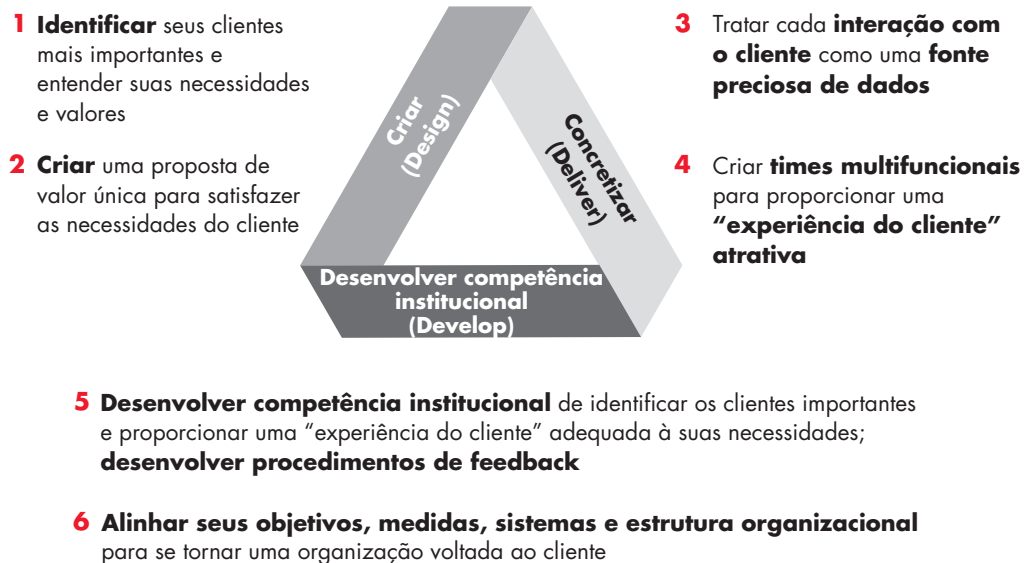 1 Identificar seus clientes
mais importantes e
entender suas necessidades
e valores
2 Criar uma proposta de
valor única para satisfazer
as necessidades do cliente
Criar
(Design)
Concretizar
(Deliver)
Desenvolver competência
institucional
(Develop)
3 Tratar cada interação com
o cliente como uma fonte
preciosa de dados
4 Criar times multifuncionais
para proporcionar uma
“experiência do cliente”
atrativa
5 Desenvolver competência institucional de identificar os clientes importantes
e proporcionar uma “experiência do cliente” adequada à suas necessidades;
desenvolver procedimentos de feedback
6 Alinhar seus objetivos, medidas, sistemas e estrutura organizacional
para se tornar uma organização voltada ao cliente